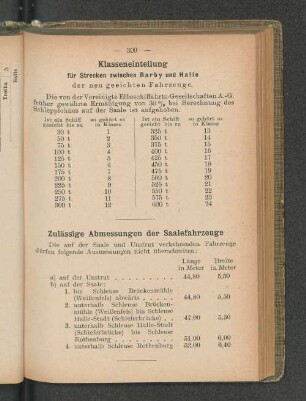 — 300 —
Klasseneinteilung
für Strecken zwischen Barby und Halle
der neu geeichten Fahrzeuge.
Die von der Vereinigte Elbeschiffahrts-Gesellschaften A.-G.
früher gewährte Ermäßigung von 50 %, bei Berechnung des
Schlepplohnes auf der Saale ist aufgehoben.
Ist ein Schiff so gehört es Ist ein Schiff so gehört es
geeicht bis zu in Klasse geeicht bis zu in Klasse
30 t 1 325 t 13
50 t 2 350 t 14
75 t 3 375 t 15
100 t 4 400 t 16
125 t 5 425 t 17
150 t 6 450 t 18
175 t 7 475 t 19
200 t 8 500 t 20
225 t 9 525 t 21
250 t 10 550 t 22
275 t 11 575 t 23
300 t 12 600 t 24
Zulässige Abmessungen der Saalefahrzeuge
Die auf der Saale und Unstrut verkehrenden Fahrzeuge
dürfen folgende Ausmessungen nicht überschreiten:
Länge Breite
in Meter in Meter
a) auf der Unstrut 44,80 5,50
b) auf der Saale:
1. bis Schleuse Brückenmühle
(Weißenfels) abwärts 44,80 5,50
2. unterhalb Schleuse Brücken-
mühle (Weißenfels) bis Schleuse
Halle-Stadt (Schieferbrücke) 47,00 5,50
3. unterhalb Schleuse Halle-Stadt
(Schieferbrücke) bis Schleuse
Rothenburg 51,00 6,00
4. unterhalb Schleuse Rothenburg 52,00 6,40